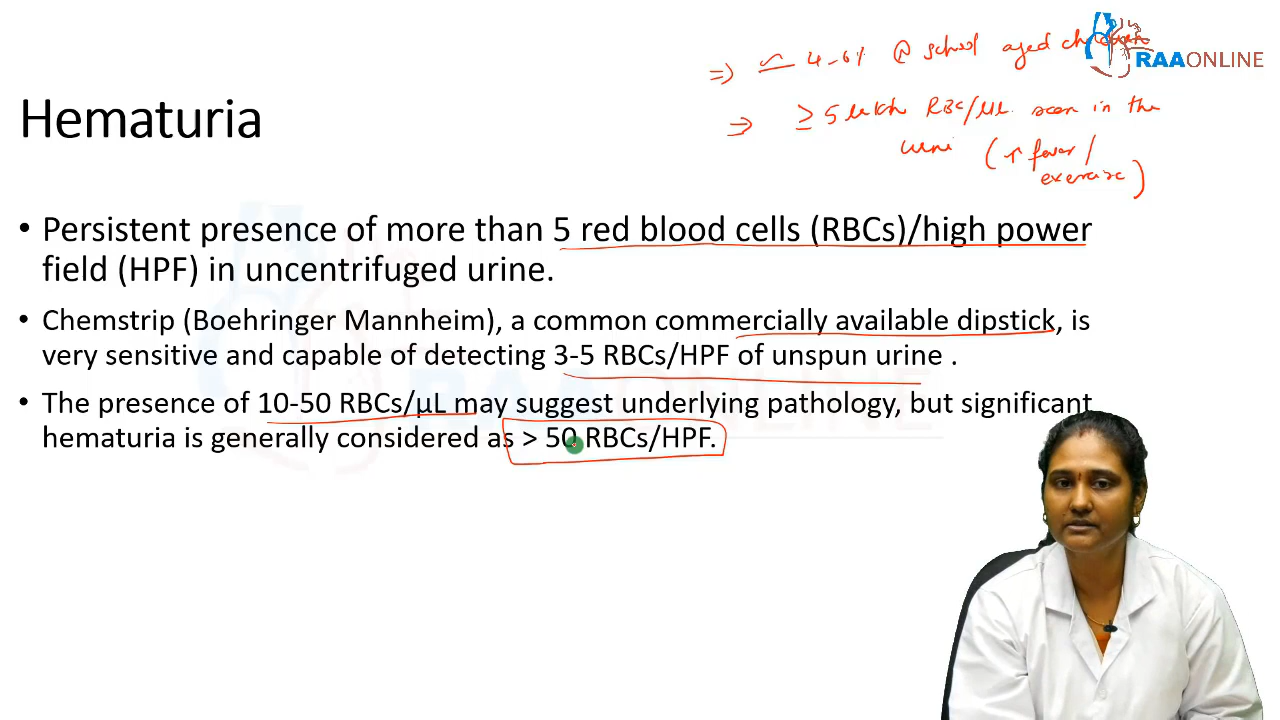 ⇒ ≃ 4-6% @ school aged
RAAONLINE
Hematuria
⇒ ≥ 5 RBC/μL seen in the
(↑ fever/
exercise)
• Persistent presence of more than 5 red blood cells (RBCs)/high power
field (HPF) in uncentrifuged urine.
• Chemstrip (Boehringer Mannheim), a common commercially available dipstick, is
very sensitive and capable of detecting 3-5 RBCs/HPF of unspun urine .
• The presence of 10-50 RBCs/µL may suggest underlying pathology, but significant
hematuria is generally considered as > 50 RBCs/HPF.